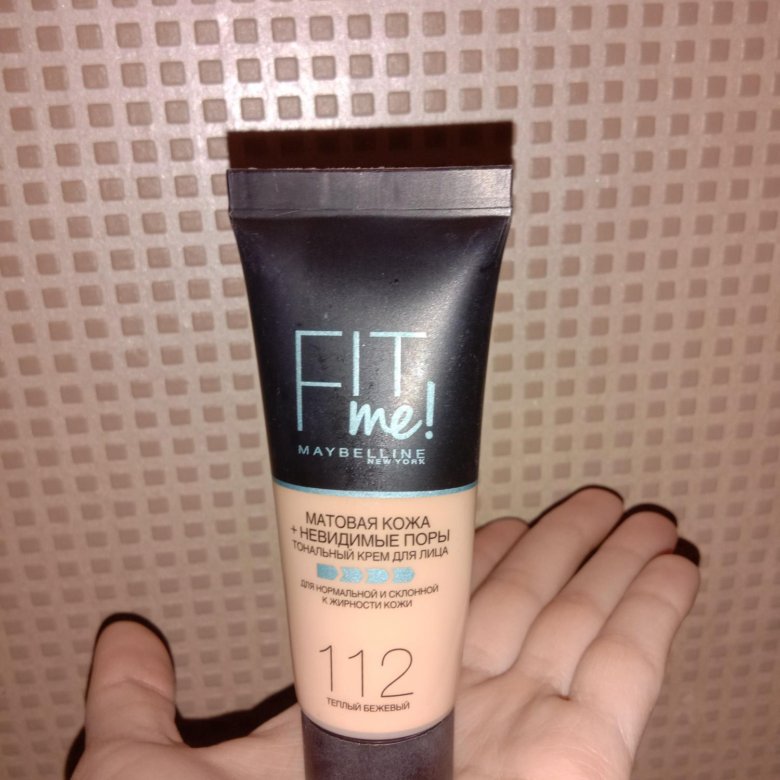 FIT
me!
MAYBELLINE
NEW YORK
МАТОВАЯ КОЖА
+ НЕВИДИМЫЕ ПОРЫ
ТОНАЛЬНЫЙ КРЕМ ДЛЯ ЛИЦА
ДЛЯ НОРМАЛЬНОЙ И СКЛОННОЙ
К ЖИРНОСТИ КОЖИ
112
ТЕПЛЫЙ БЕЖЕВЫЙ